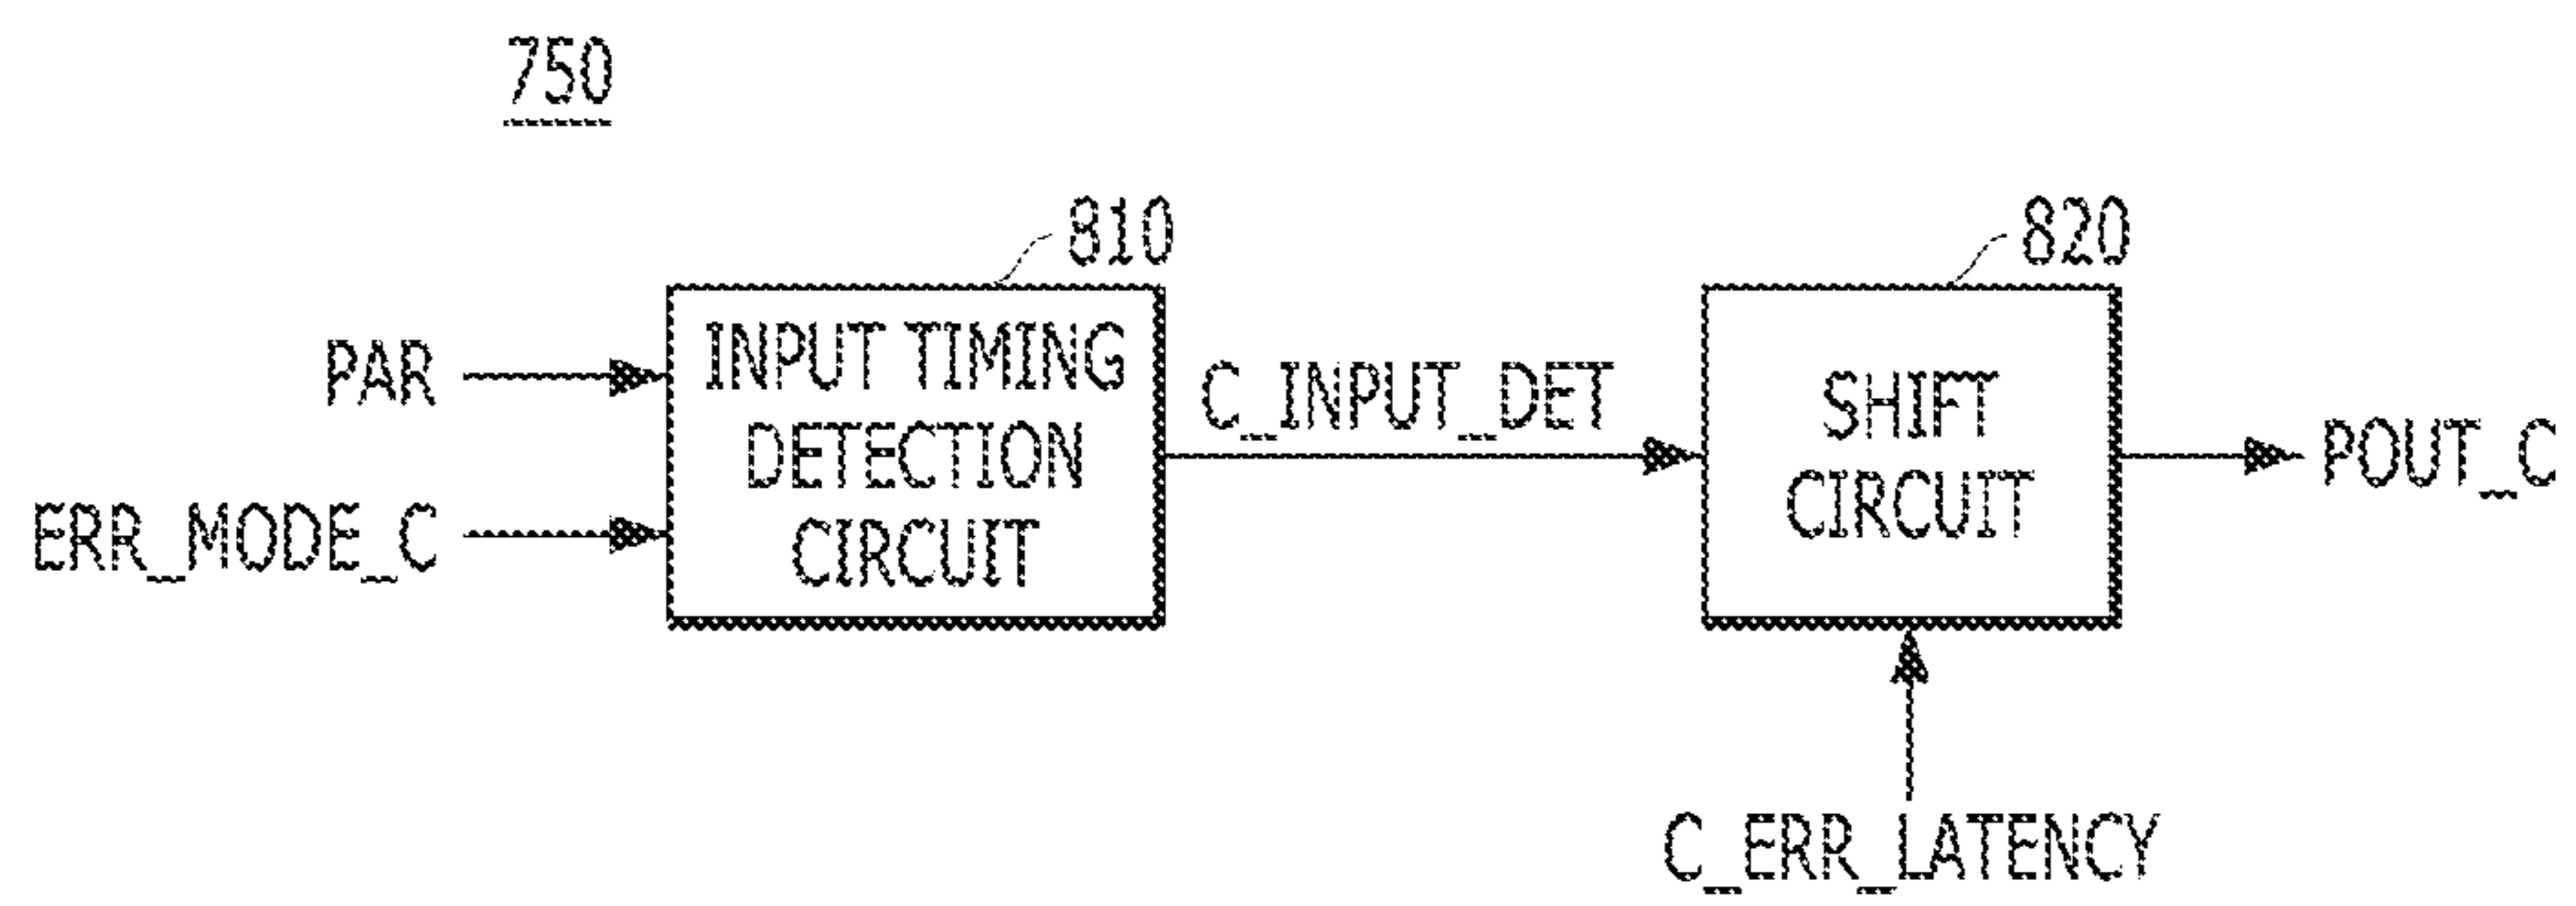 750
810
820
PAR
ERR_MODE_C
INPUT TIMING
DETECTION
CIRCUIT
C_INPUT_DET
SHIFT
CIRCUIT
POUT_C
C_ERR_LATENCY